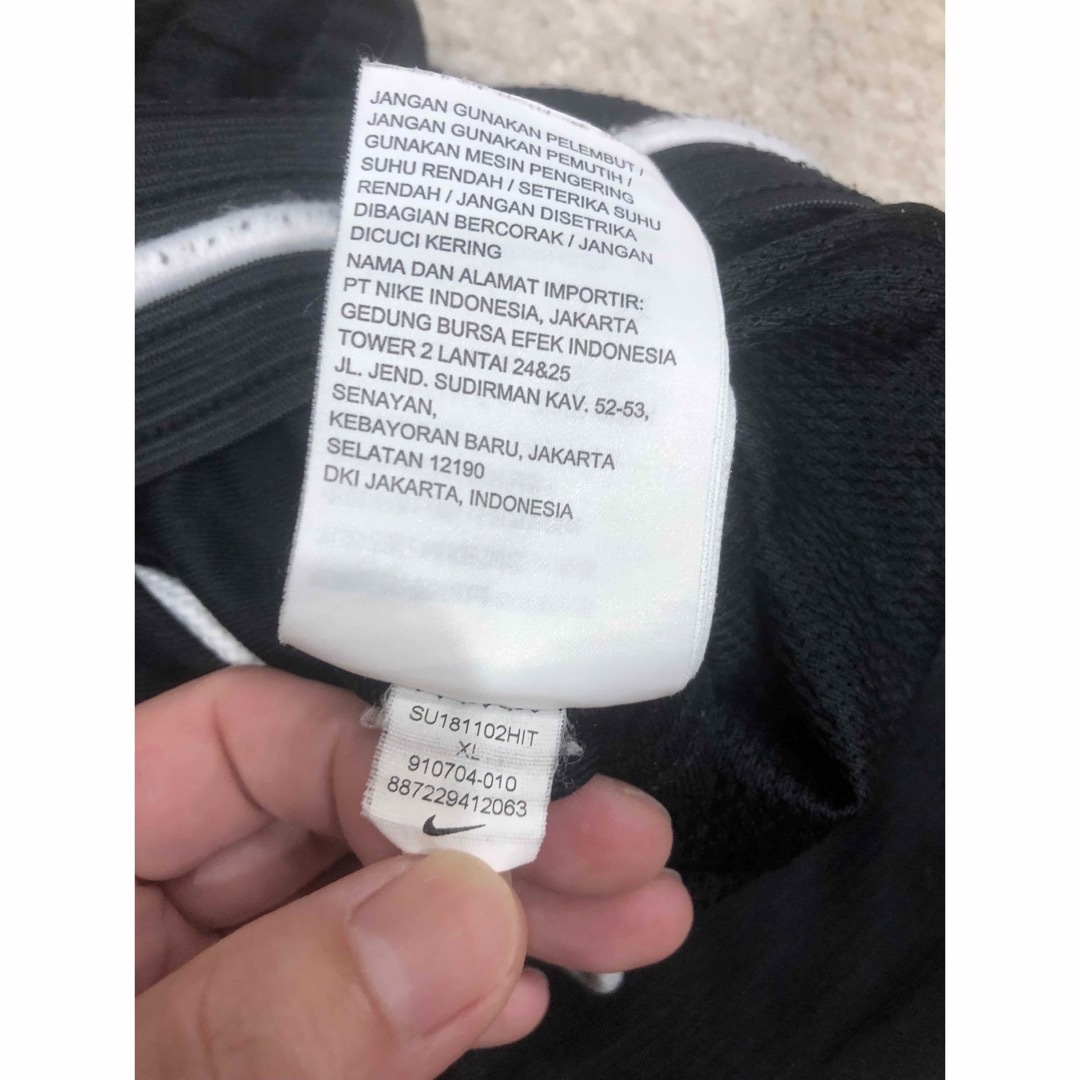 JANGAN GUNAKAN PELEMBUT /
JANGAN GUNAKAN PEMUTIH /
GUNAKAN MESIN PENGERING
SUHU RENDAH / SETERIKA SUHU
RENDAH / JANGAN DISETRIKA
DIBAGIAN BERCORAK / JANGAN
DICUCI KERING
NAMA DAN ALAMAT IMPORTIR:
PT NIKE INDONESIA, JAKARTA
GEDUNG BURSA EFEK INDONESIA
TOWER 2 LANTAI 24&25
JL. JEND. SUDIRMAN KAV. 52-53,
SENAYAN,
KEBAYORAN BARU, JAKARTA
SELATAN 12190
DKI JAKARTA, INDONESIA
SU181102HIT
XL
910704-010
887229412063